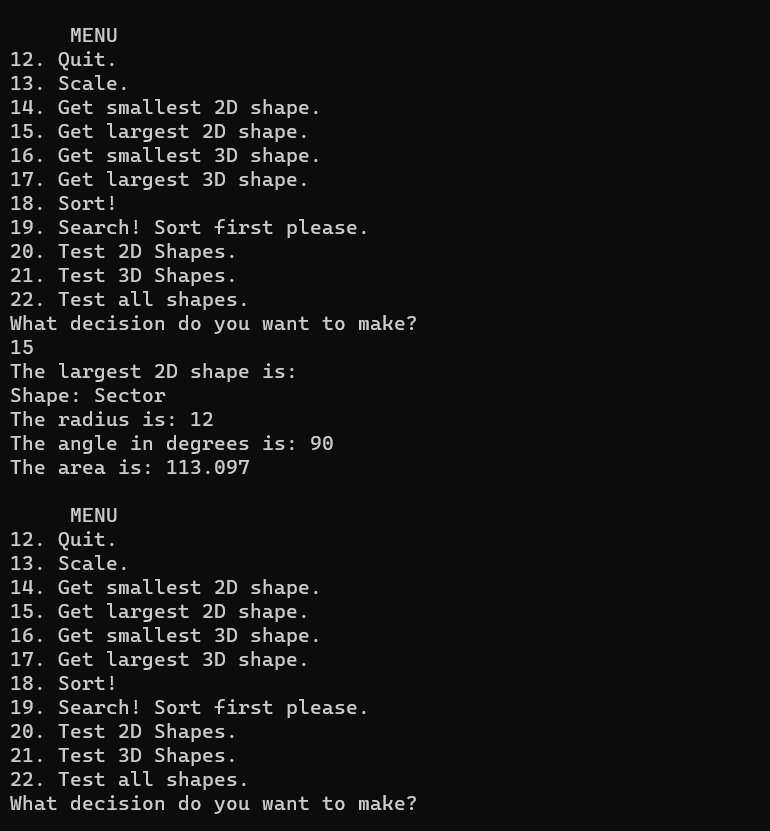 MENU
12. Quit.
13. Scale.
14. Get smallest 2D shape.
15. Get largest 2D shape.
16. Get smallest 3D shape.
17. Get largest 3D shape.
18. Sort!
19. Search! Sort first please.
20. Test 2D Shapes.
21. Test 3D Shapes.
22. Test all shapes.
What decision do you want to make?
15
The largest 2D shape is:
Shape: Sector
The radius is: 12
The angle in degrees is: 90
The area is: 113.097
MENU
12. Quit.
13. Scale.
14. Get smallest 2D shape.
15. Get largest 2D shape.
16. Get smallest 3D shape.
17. Get largest 3D shape.
18. Sort!
19. Search! Sort first please.
20. Test 2D Shapes.
21. Test 3D Shapes.
22. Test all shapes.
What decision do you want to make?